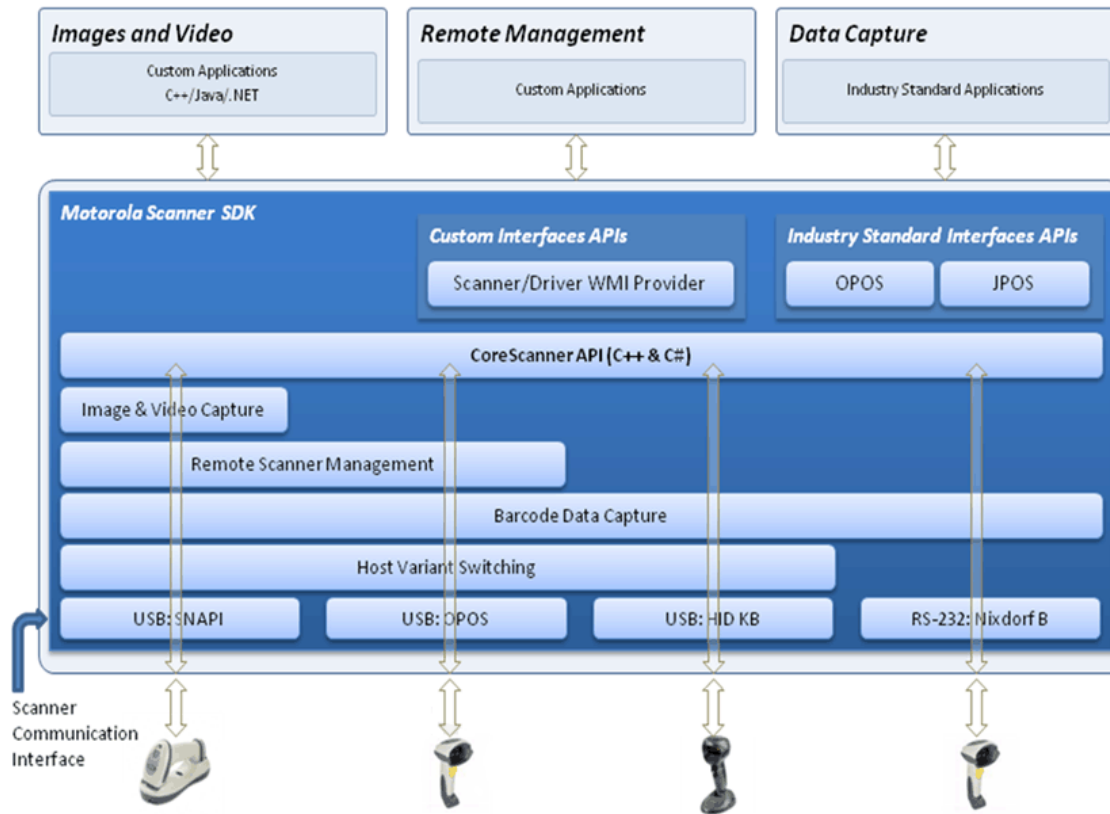 Images and Video
Custom Applications
C++/Java/.NET
Remote Management
Custom Applications
Data Capture
Industry Standard Applications
Motorola Scanner SDK
Custom Interfaces APIs
Scanner/Driver WMI Provider
Industry Standard Interfaces APIs
OPOS
JPOS
CoreScanner API (C++ & C#)
Image & Video Capture
Remote Scanner Management
Barcode Data Capture
Host Variant Switching
USB: SNAPI
USB: OPOS
USB: HID KB
RS-232: Nixdorf B
Scanner
Communication
Interface